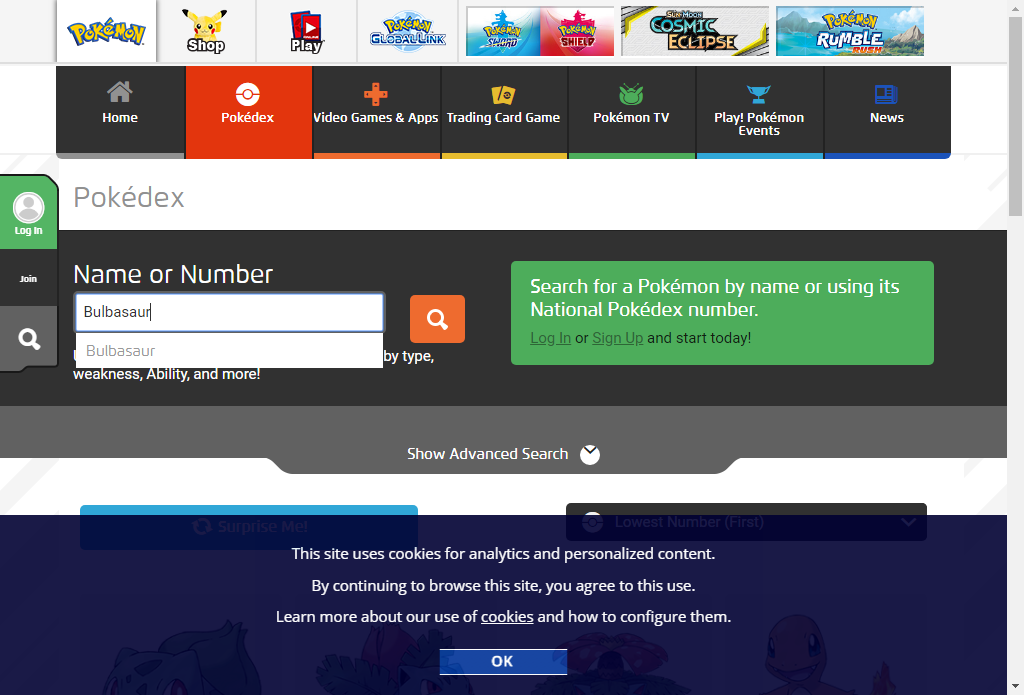 Pokémon
Shop
Play
Pokémon
GLOBAL LINK
Pokémon
SWORD
Pokémon
SHIELD
SUN & MOON
COSMIC
ECLIPSE
Pokémon
RUMBLE
RUSH
Home
Pokédex
Video Games & Apps
Trading Card Game
Pokémon TV
Play! Pokémon
Events
News
Pokédex
Log In
Join
Name or Number
Bulbasaur
Bulbasaur
by type,
weakness, Ability, and more!
Search for a Pokémon by name or using its
National Pokédex number.
Log In or Sign Up and start today!
Show Advanced Search
Surprise Me!
Lowest Number (First)
This site uses cookies for analytics and personalized content.
By continuing to browse this site, you agree to this use.
Learn more about our use of cookies and how to configure them.
OK